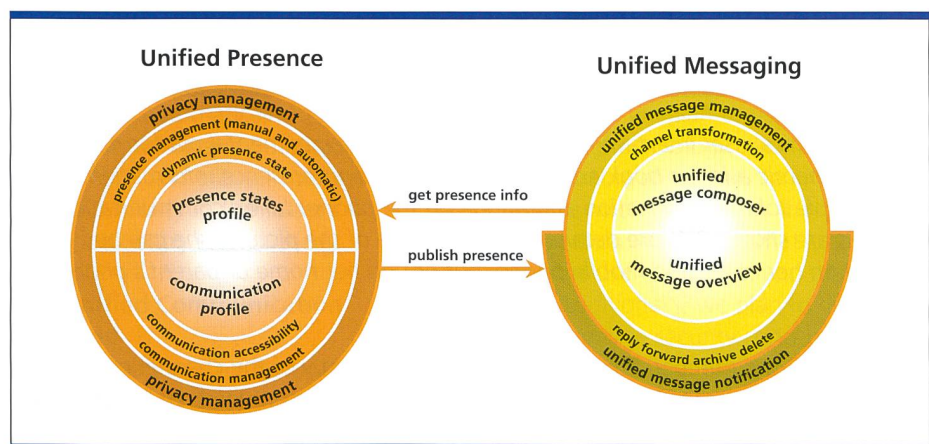 Unified Presence
privacy management
presence management (manual and automatic)
dynamic presence state
presence states
profile
communication
profile
communication accessibility
communication management
privacy management
get presence info
publish presence
Unified Messaging
unified message management
channel transformation
unified
message composer
unified
message overview
reply forward archive delete
unified message notification